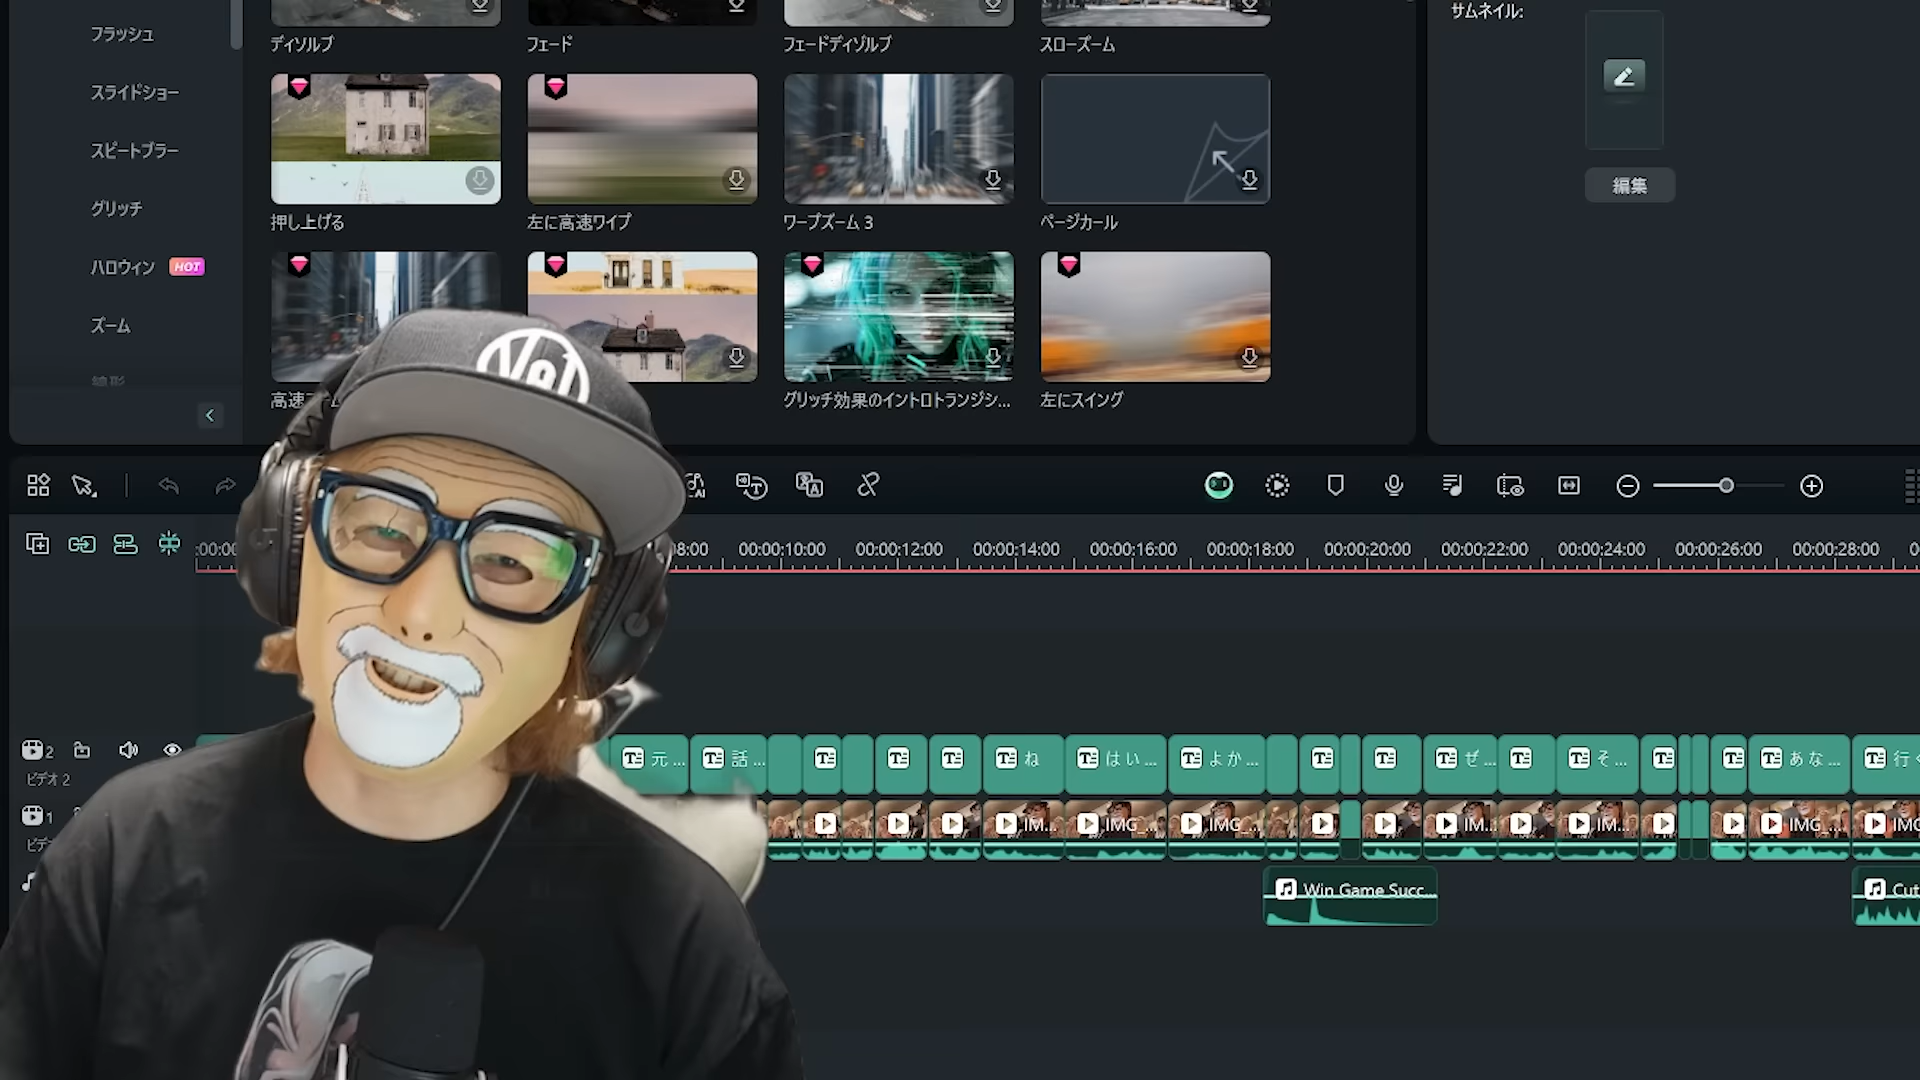 サムネイル:
フラッシュ
ディゾルブ
フェード
フェードディゾルブ
スローズーム
スライドショー
スピードブラー
グリッチ
編集
押し上げる
左に高速ワイプ
ワープズーム 3
ページカール
ハロウィン
HOT
ズーム
高速
グリッチ効果のイントロトランジシ...
左にスイング
00:00:10:00
00:00:12:00
00:00:14:00
00:00:16:00
00:00:18:00
00:00:20:00
00:00:22:00
00:00:24:00
00:00:26:00
00:00:28:00
2
ビデオ 2
元 ...
話 ...
ね
はい ...
よか ...
ぜ ...
そ ...
あな ...
行く
1
IM...
IMG_...
IMG_...
IM...
IM...
IMG_...
IMG
Win Game Succ...
Cut